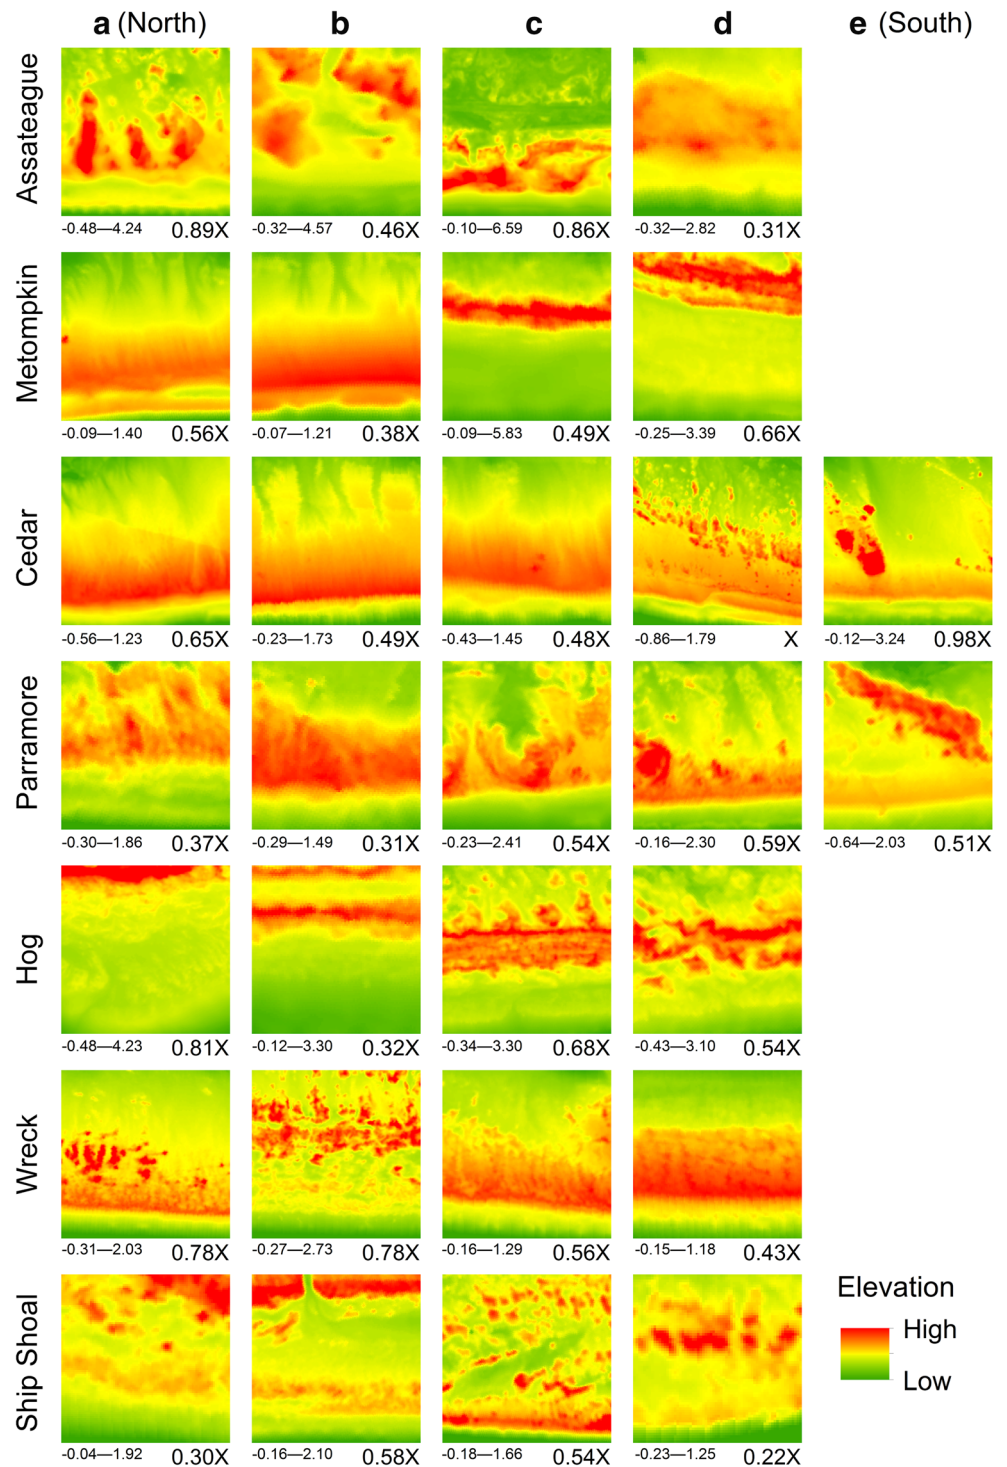 a (North) b c d e (South)
Assateague
-0.48—4.24 0.89X -0.32—4.57 0.46X -0.10—6.59 0.86X -0.32—2.82 0.31X
Metompkin
-0.09—1.40 0.56X -0.07—1.21 0.38X -0.09—5.83 0.49X -0.25—3.39 0.66X
Cedar
-0.56—1.23 0.65X -0.23—1.73 0.49X -0.43—1.45 0.48X -0.86—1.79 X -0.12—3.24 0.98X
Parramore
-0.30—1.86 0.37X -0.29—1.49 0.31X -0.23—2.41 0.54X -0.16—2.30 0.59X -0.64—2.03 0.51X
Hog
-0.48—4.23 0.81X -0.12—3.30 0.32X -0.34—3.30 0.68X -0.43—3.10 0.54X
Wreck
-0.31—2.03 0.78X -0.27—2.73 0.78X -0.16—1.29 0.56X -0.15—1.18 0.43X
Ship Shoal
-0.04—1.92 0.30X -0.16—2.10 0.58X -0.18—1.66 0.54X -0.23—1.25 0.22X
Elevation
High
Low